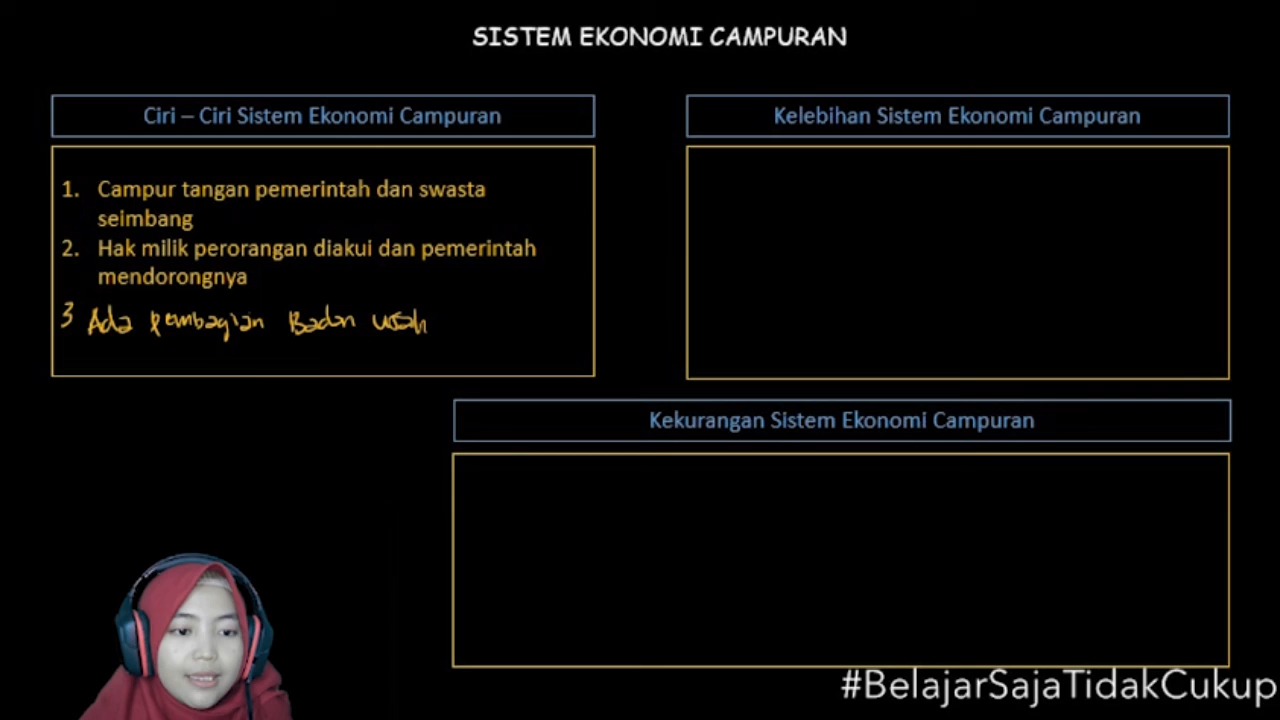 SISTEM EKONOMI CAMPURAN
Ciri – Ciri Sistem Ekonomi Campuran
1. Campur tangan pemerintah dan swasta
seimbang
2. Hak milik perorangan diakui dan pemerintah
mendorongnya
3 Ada pembagian Badan usah
Kelebihan Sistem Ekonomi Campuran
Kekurangan Sistem Ekonomi Campuran
#BelajarSajaTidakCukup